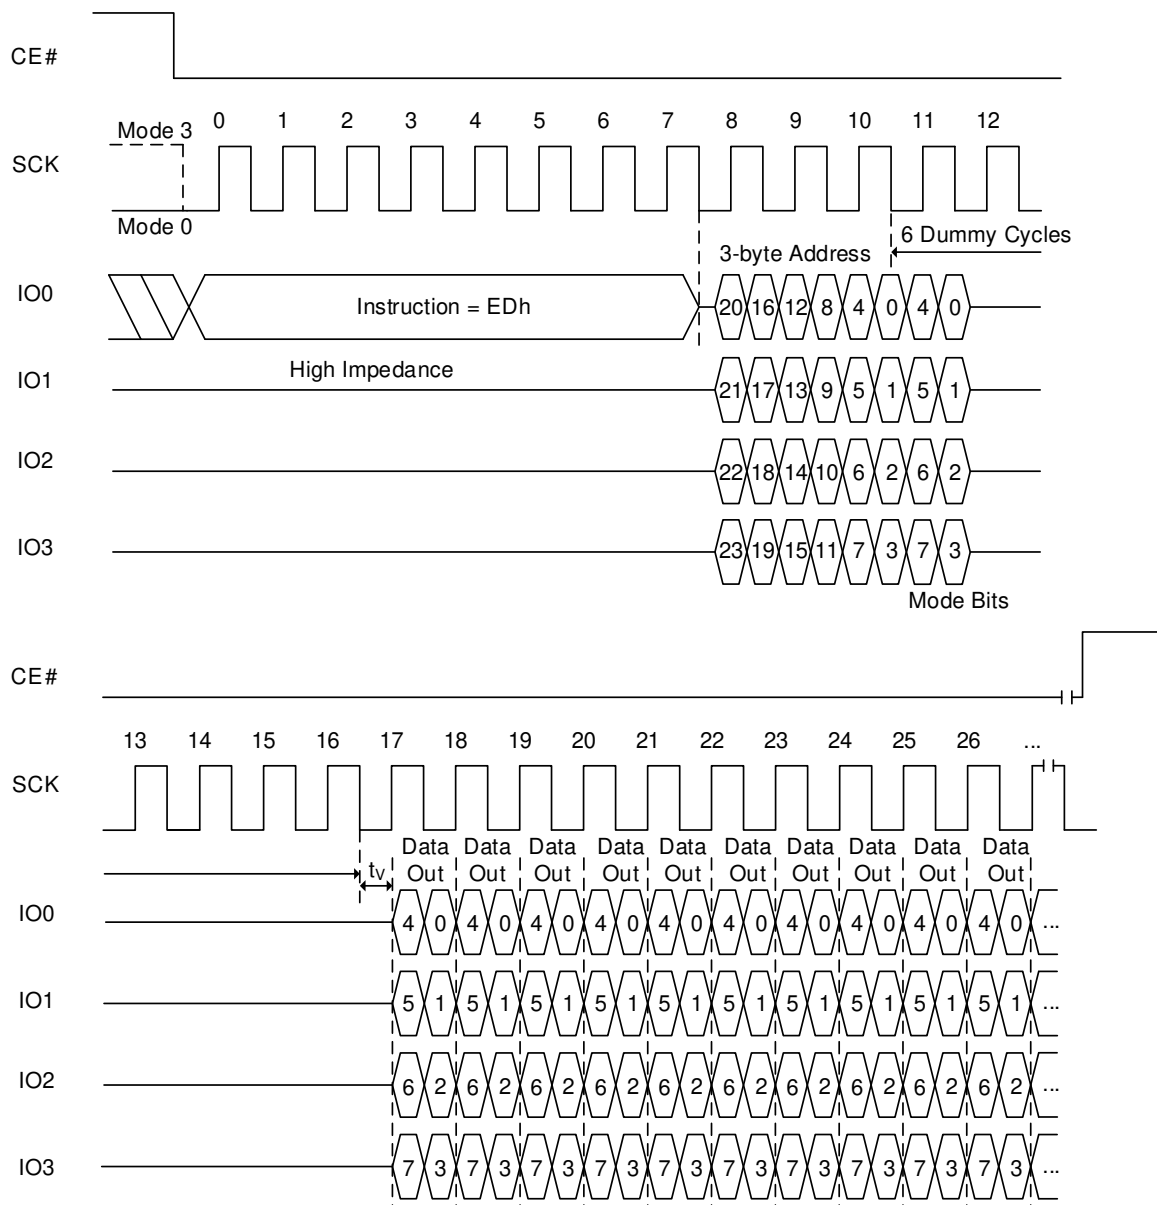 CE#
Mode 3 0 1 2 3 4 5 6 7 8 9 10 11 12
SCK
Mode 0
6 Dummy Cycles
3-byte Address
IO0 Instruction = EDh 20 16 12 8 4 0 4 0
High Impedance
IO1 21 17 13 9 5 1 5 1
IO2 22 18 14 10 6 2 6 2
IO3 23 19 15 11 7 3 7 3
Mode Bits
CE#
13 14 15 16 17 18 19 20 21 22 23 24 25 26 ...
SCK
Data Data Data Data Data Data Data Data Data Data
tV Out Out Out Out Out Out Out Out Out Out
IO0 4 0 4 0 4 0 4 0 4 0 4 0 4 0 4 0 4 0 4 0 ...
IO1 5 1 5 1 5 1 5 1 5 1 5 1 5 1 5 1 5 1 5 1 ...
IO2 6 2 6 2 6 2 6 2 6 2 6 2 6 2 6 2 6 2 6 2 ...
IO3 7 3 7 3 7 3 7 3 7 3 7 3 7 3 7 3 7 3 7 3 ...